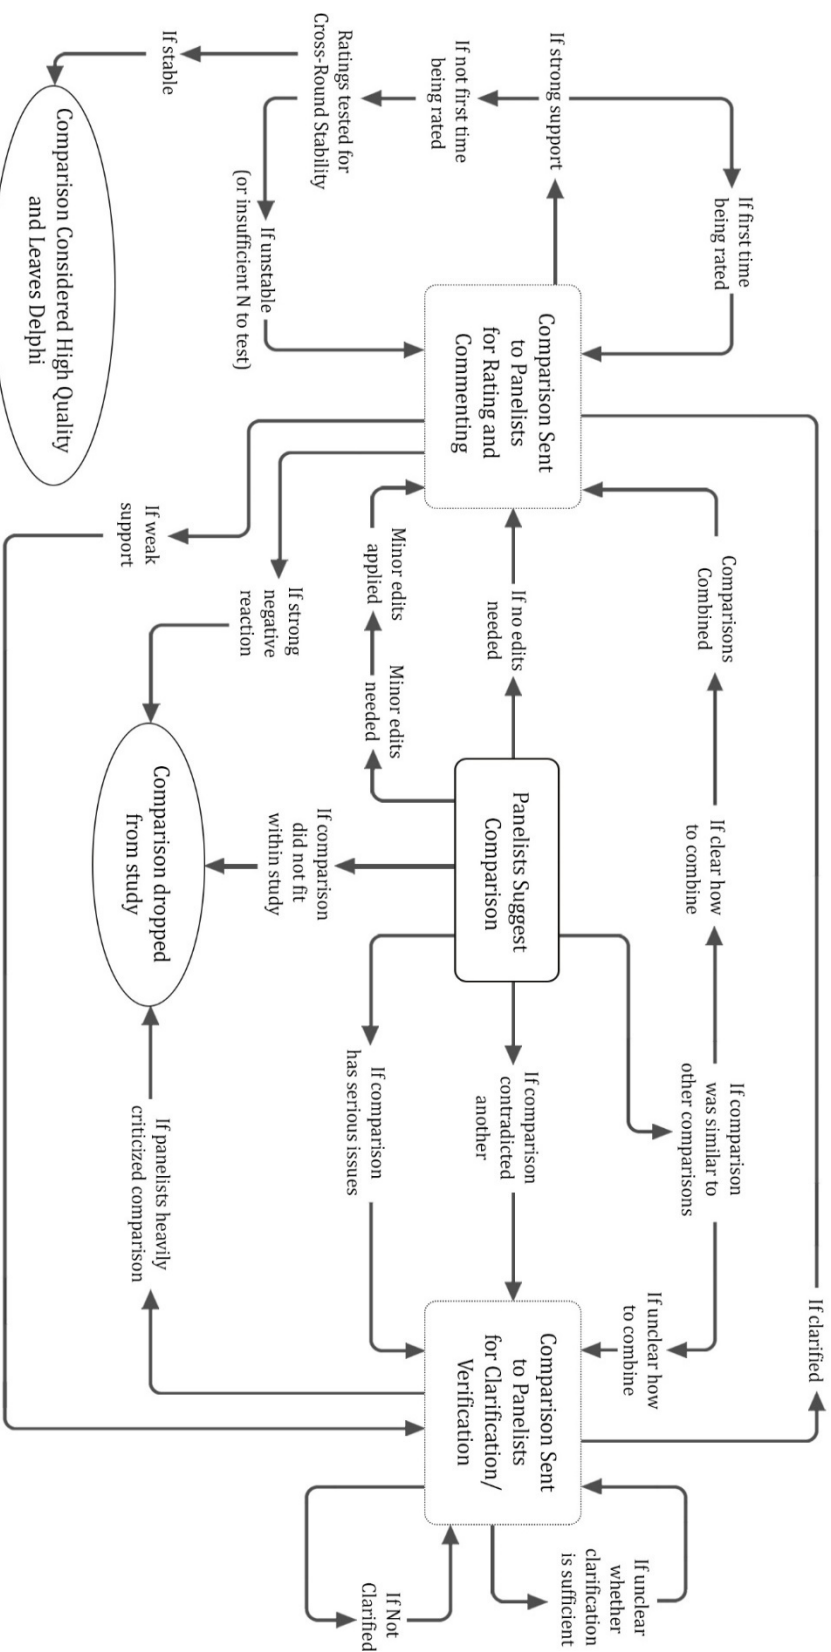 If clarified
If first time
being rated
Comparisons
Combined
If clear how
to combine
If comparison
was similar to
other comparisons
If unclear how
to combine
If unclear
whether
clarification
is sufficient
If strong support
Comparison Sent
to Panelists
for Rating and
Commenting
If no edits
needed
Panelists Suggest
Comparison
If comparison
contradicted
another
Comparison Sent
to Panelists
for Clarification/
Verification
If not first time
being rated
Minor edits
applied
Minor edits
needed
If comparison
has serious issues
If Not
Clarified
Ratings tested for
Cross-Round Stability
If comparison
did not fit
within study
If unstable
(or insufficient N to test)
If strong
negative
reaction
If stable
If weak
support
Comparison dropped
from study
If panelists heavily
criticized comparison
Comparison Considered High Quality
and Leaves Delphi